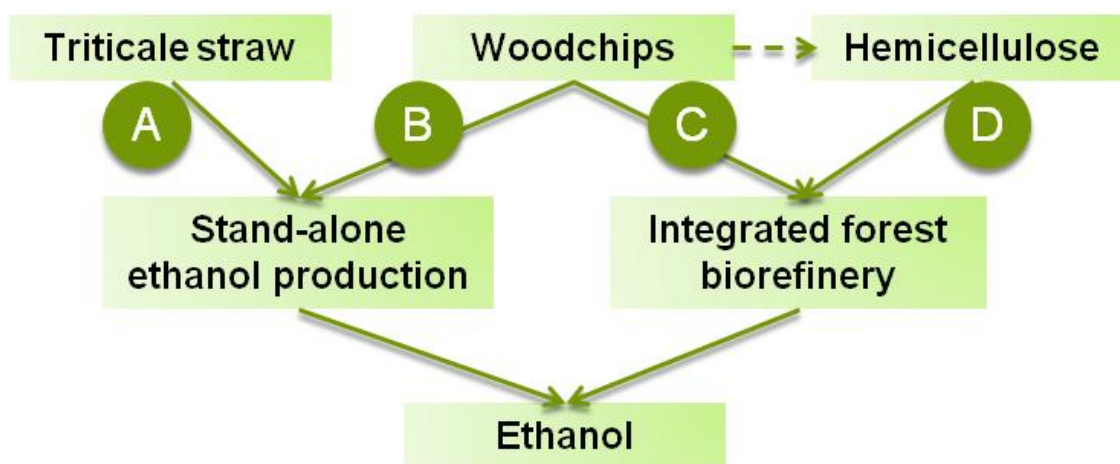 Triticale straw
Woodchips
Hemicellulose
A
B
C
D
Stand-alone
ethanol production
Integrated forest
biorefinery
Ethanol